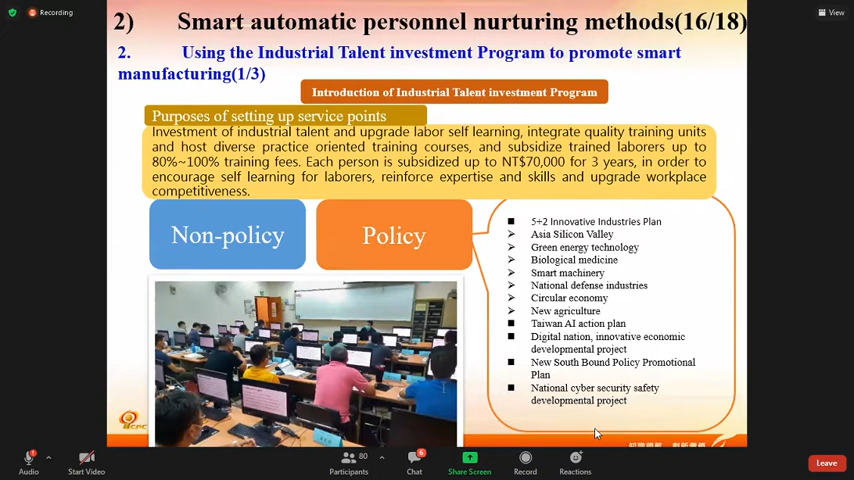 Recording
View
2) Smart automatic personnel nurturing methods(16/18)
2. Using the Industrial Talent investment Program to promote smart
manufacturing(1/3)
Introduction of Industrial Talent investment Program
Purposes of setting up service points
Investment of industrial talent and upgrade labor self learning, integrate quality training units
and host diverse practice oriented training courses, and subsidize trained laborers up to
80%~100% training fees. Each person is subsidized up to NT$70,000 for 3 years, in order to
encourage self learning for laborers, reinforce expertise and skills and upgrade workplace
competitiveness.
Non-policy
Policy
■ 5+2 Innovative Industries Plan
➤ Asia Silicon Valley
➤ Green energy technology
➤ Biological medicine
➤ Smart machinery
➤ National defense industries
➤ Circular economy
➤ New agriculture
■ Taiwan AI action plan
■ Digital nation, innovative economic
developmental project
■ New South Bound Policy Promotional
Plan
■ National cyber security safety
developmental project
CPC
Audio
Start Video
Participants
80
Chat
6
Share Screen
Record
Reactions
Leave